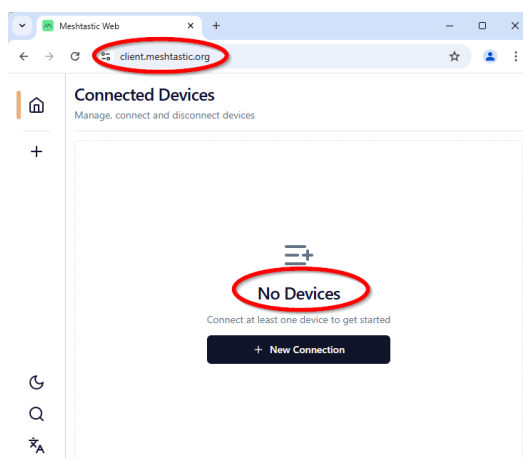 Meshtastic Web
client.meshtastic.org
Connected Devices
Manage, connect and disconnect devices
No Devices
Connect at least one device to get started
+ New Connection